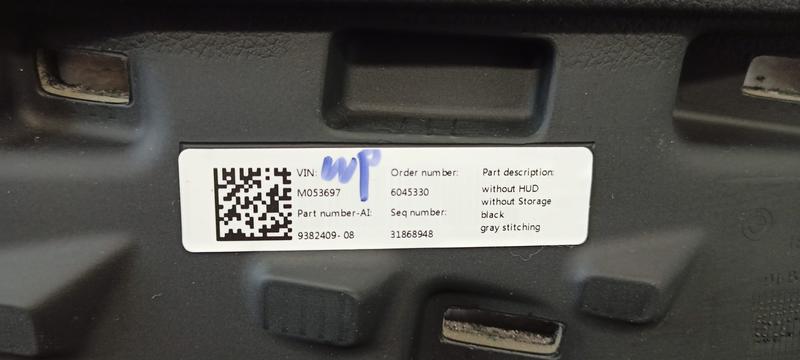 VIN:
WP
M053697
Part number-AI:
9382409-08
Order number:
6045330
Seq number:
31868948
Part description:
without HUD
without Storage
black
gray stitching